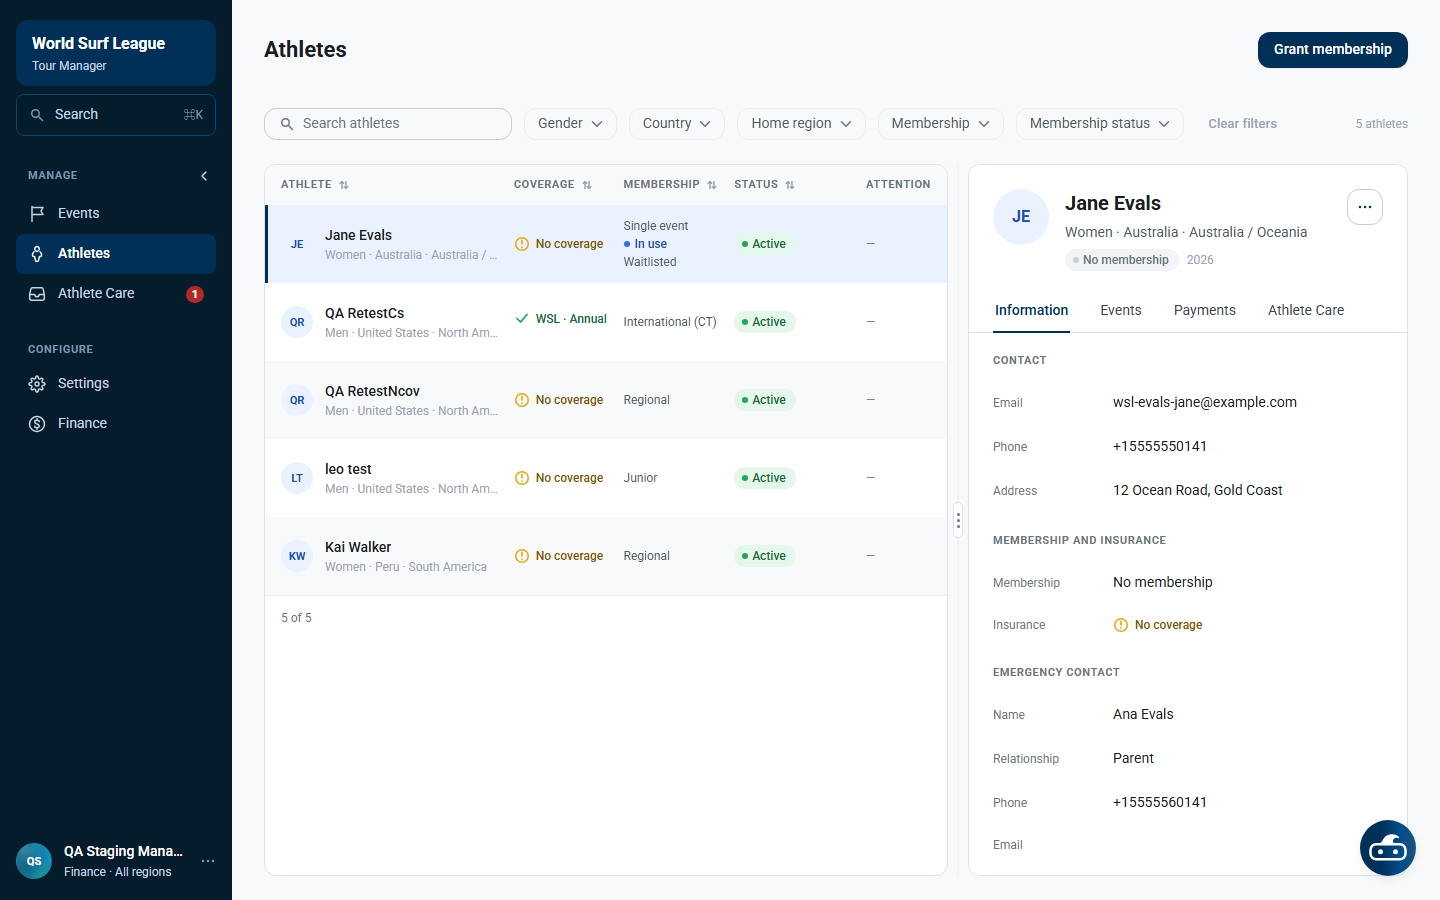 World Surf League
Tour Manager
Search ⌘K
MANAGE
Events
Athletes
Athlete Care 1
CONFIGURE
Settings
Finance
QS
QA Staging Mana...
Finance · All regions
Athletes
Grant membership
Search athletes
Gender
Country
Home region
Membership
Membership status
Clear filters
5 athletes
ATHLETE COVERAGE MEMBERSHIP STATUS ATTENTION
JE
Jane Evals
Women · Australia · Australia / ...
No coverage
Single event
In use
Waitlisted
Active
—
QR
QA RetestCs
Men · United States · North Am...
WSL · Annual
International (CT)
Active
—
QR
QA RetestNcov
Men · United States · North Am...
No coverage
Regional
Active
—
LT
leo test
Men · United States · North Am...
No coverage
Junior
Active
—
KW
Kai Walker
Women · Peru · South America
No coverage
Regional
Active
—
5 of 5
JE
Jane Evals
Women · Australia · Australia / Oceania
No membership 2026
Information Events Payments Athlete Care
CONTACT
Email wsl-evals-jane@example.com
Phone +15555550141
Address 12 Ocean Road, Gold Coast
MEMBERSHIP AND INSURANCE
Membership No membership
Insurance No coverage
EMERGENCY CONTACT
Name Ana Evals
Relationship Parent
Phone +15555560141
Email